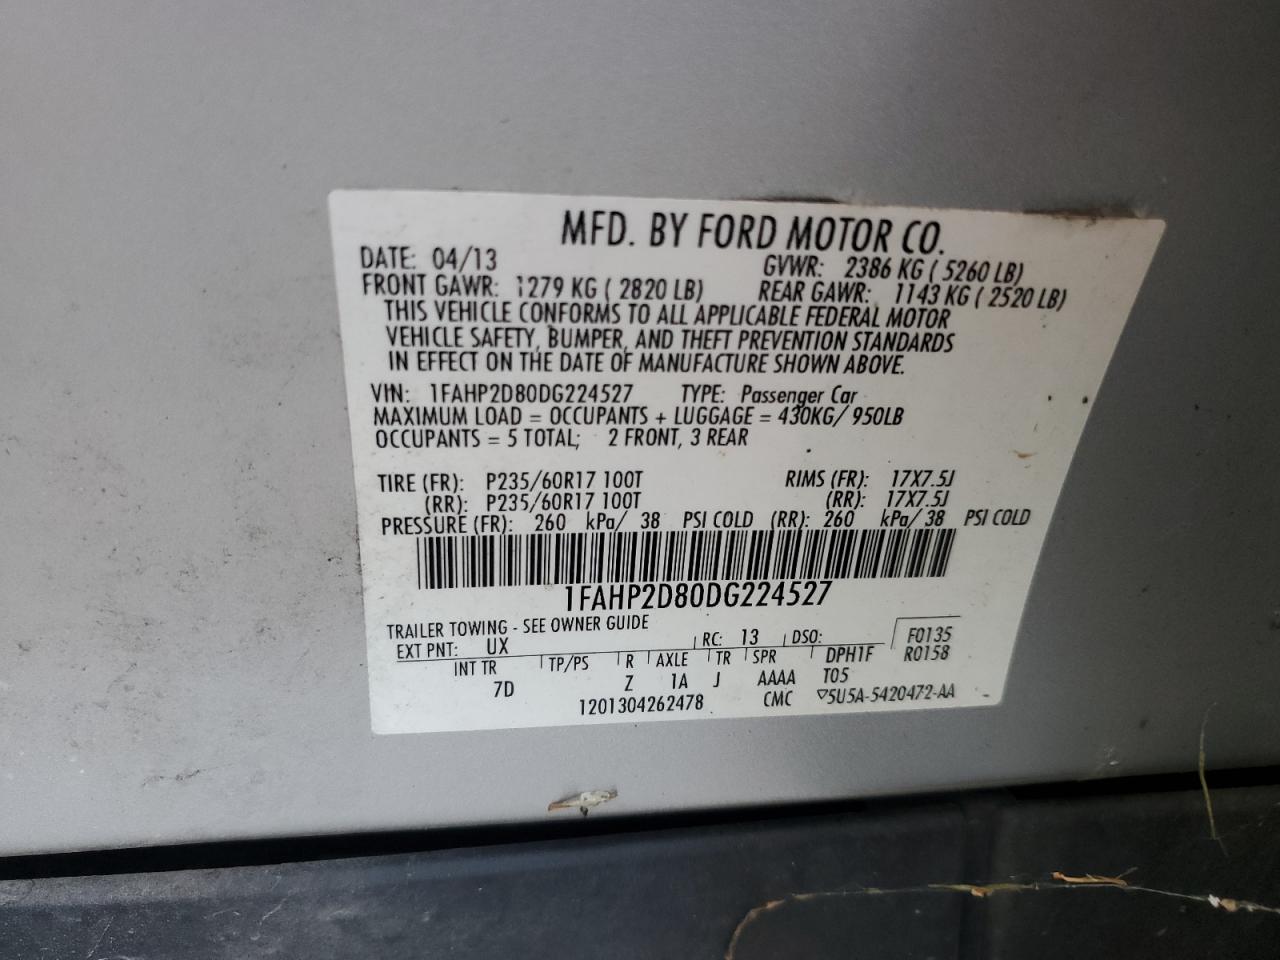 MFD. BY FORD MOTOR CO.
DATE: 04/13 GVWR: 2386 KG ( 5260 LB)
FRONT GAWR: 1279 KG ( 2820 LB) REAR GAWR: 1143 KG ( 2520 LB)
THIS VEHICLE CONFORMS TO ALL APPLICABLE FEDERAL MOTOR
VEHICLE SAFETY, BUMPER, AND THEFT PREVENTION STANDARDS
IN EFFECT ON THE DATE OF MANUFACTURE SHOWN ABOVE.
VIN: 1FAHP2D80DG224527 TYPE: Passenger Car
MAXIMUM LOAD = OCCUPANTS + LUGGAGE = 430KG/ 950LB
OCCUPANTS = 5 TOTAL; 2 FRONT, 3 REAR
TIRE (FR): P235/60R17 100T RIMS (FR): 17X7.5J
(RR): P235/60R17 100T (RR): 17X7.5J
PRESSURE (FR): 260 kPa/ 38 PSI COLD (RR): 260 kPa/ 38 PSI COLD
1FAHP2D80DG224527
TRAILER TOWING - SEE OWNER GUIDE
EXT PNT: UX RC: 13 DSO: F0135
INT TR TP/PS R AXLE TR SPR DPH1F R0158
7D Z 1A J AAAA T05
1201304262478 CMC ▽5U5A-5420472-AA